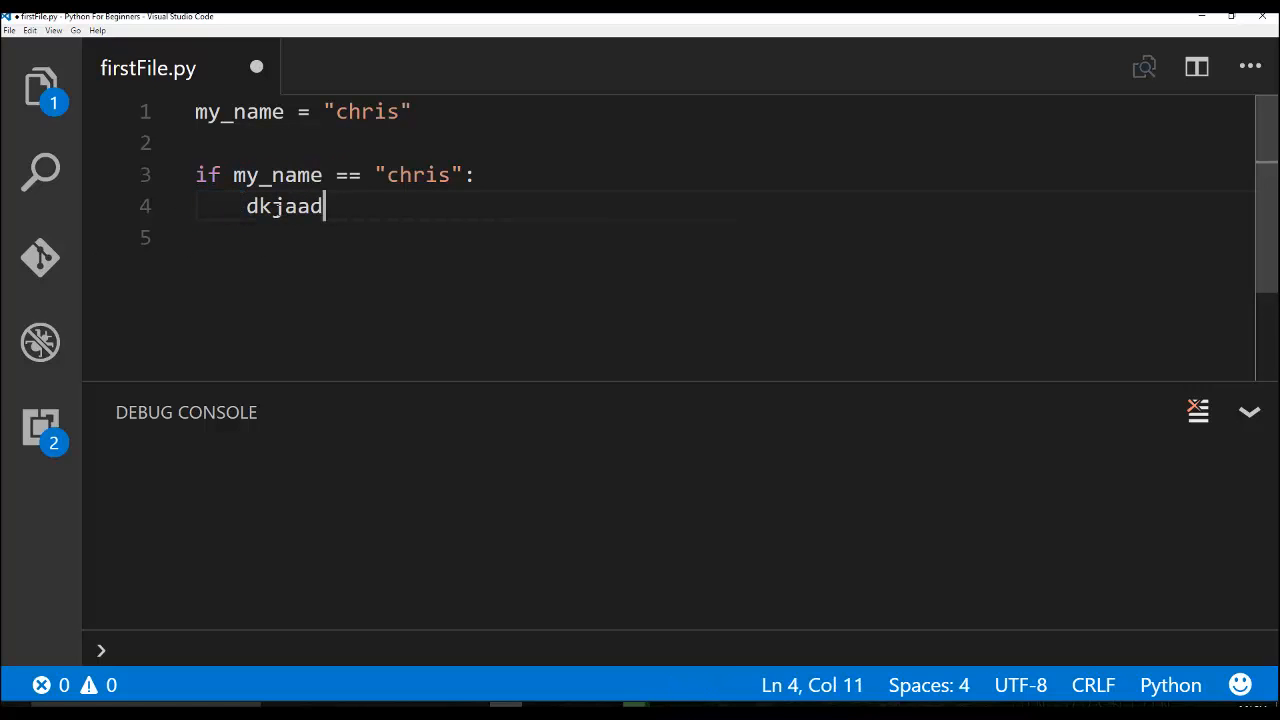 firstFile.py - Python For Beginners - Visual Studio Code
File Edit View Go Help
firstFile.py
1 my_name = "chris"
2
3 if my_name == "chris":
4 dkjaad
5
1
2
DEBUG CONSOLE
0 0 Ln 4, Col 11 Spaces: 4 UTF-8 CRLF Python